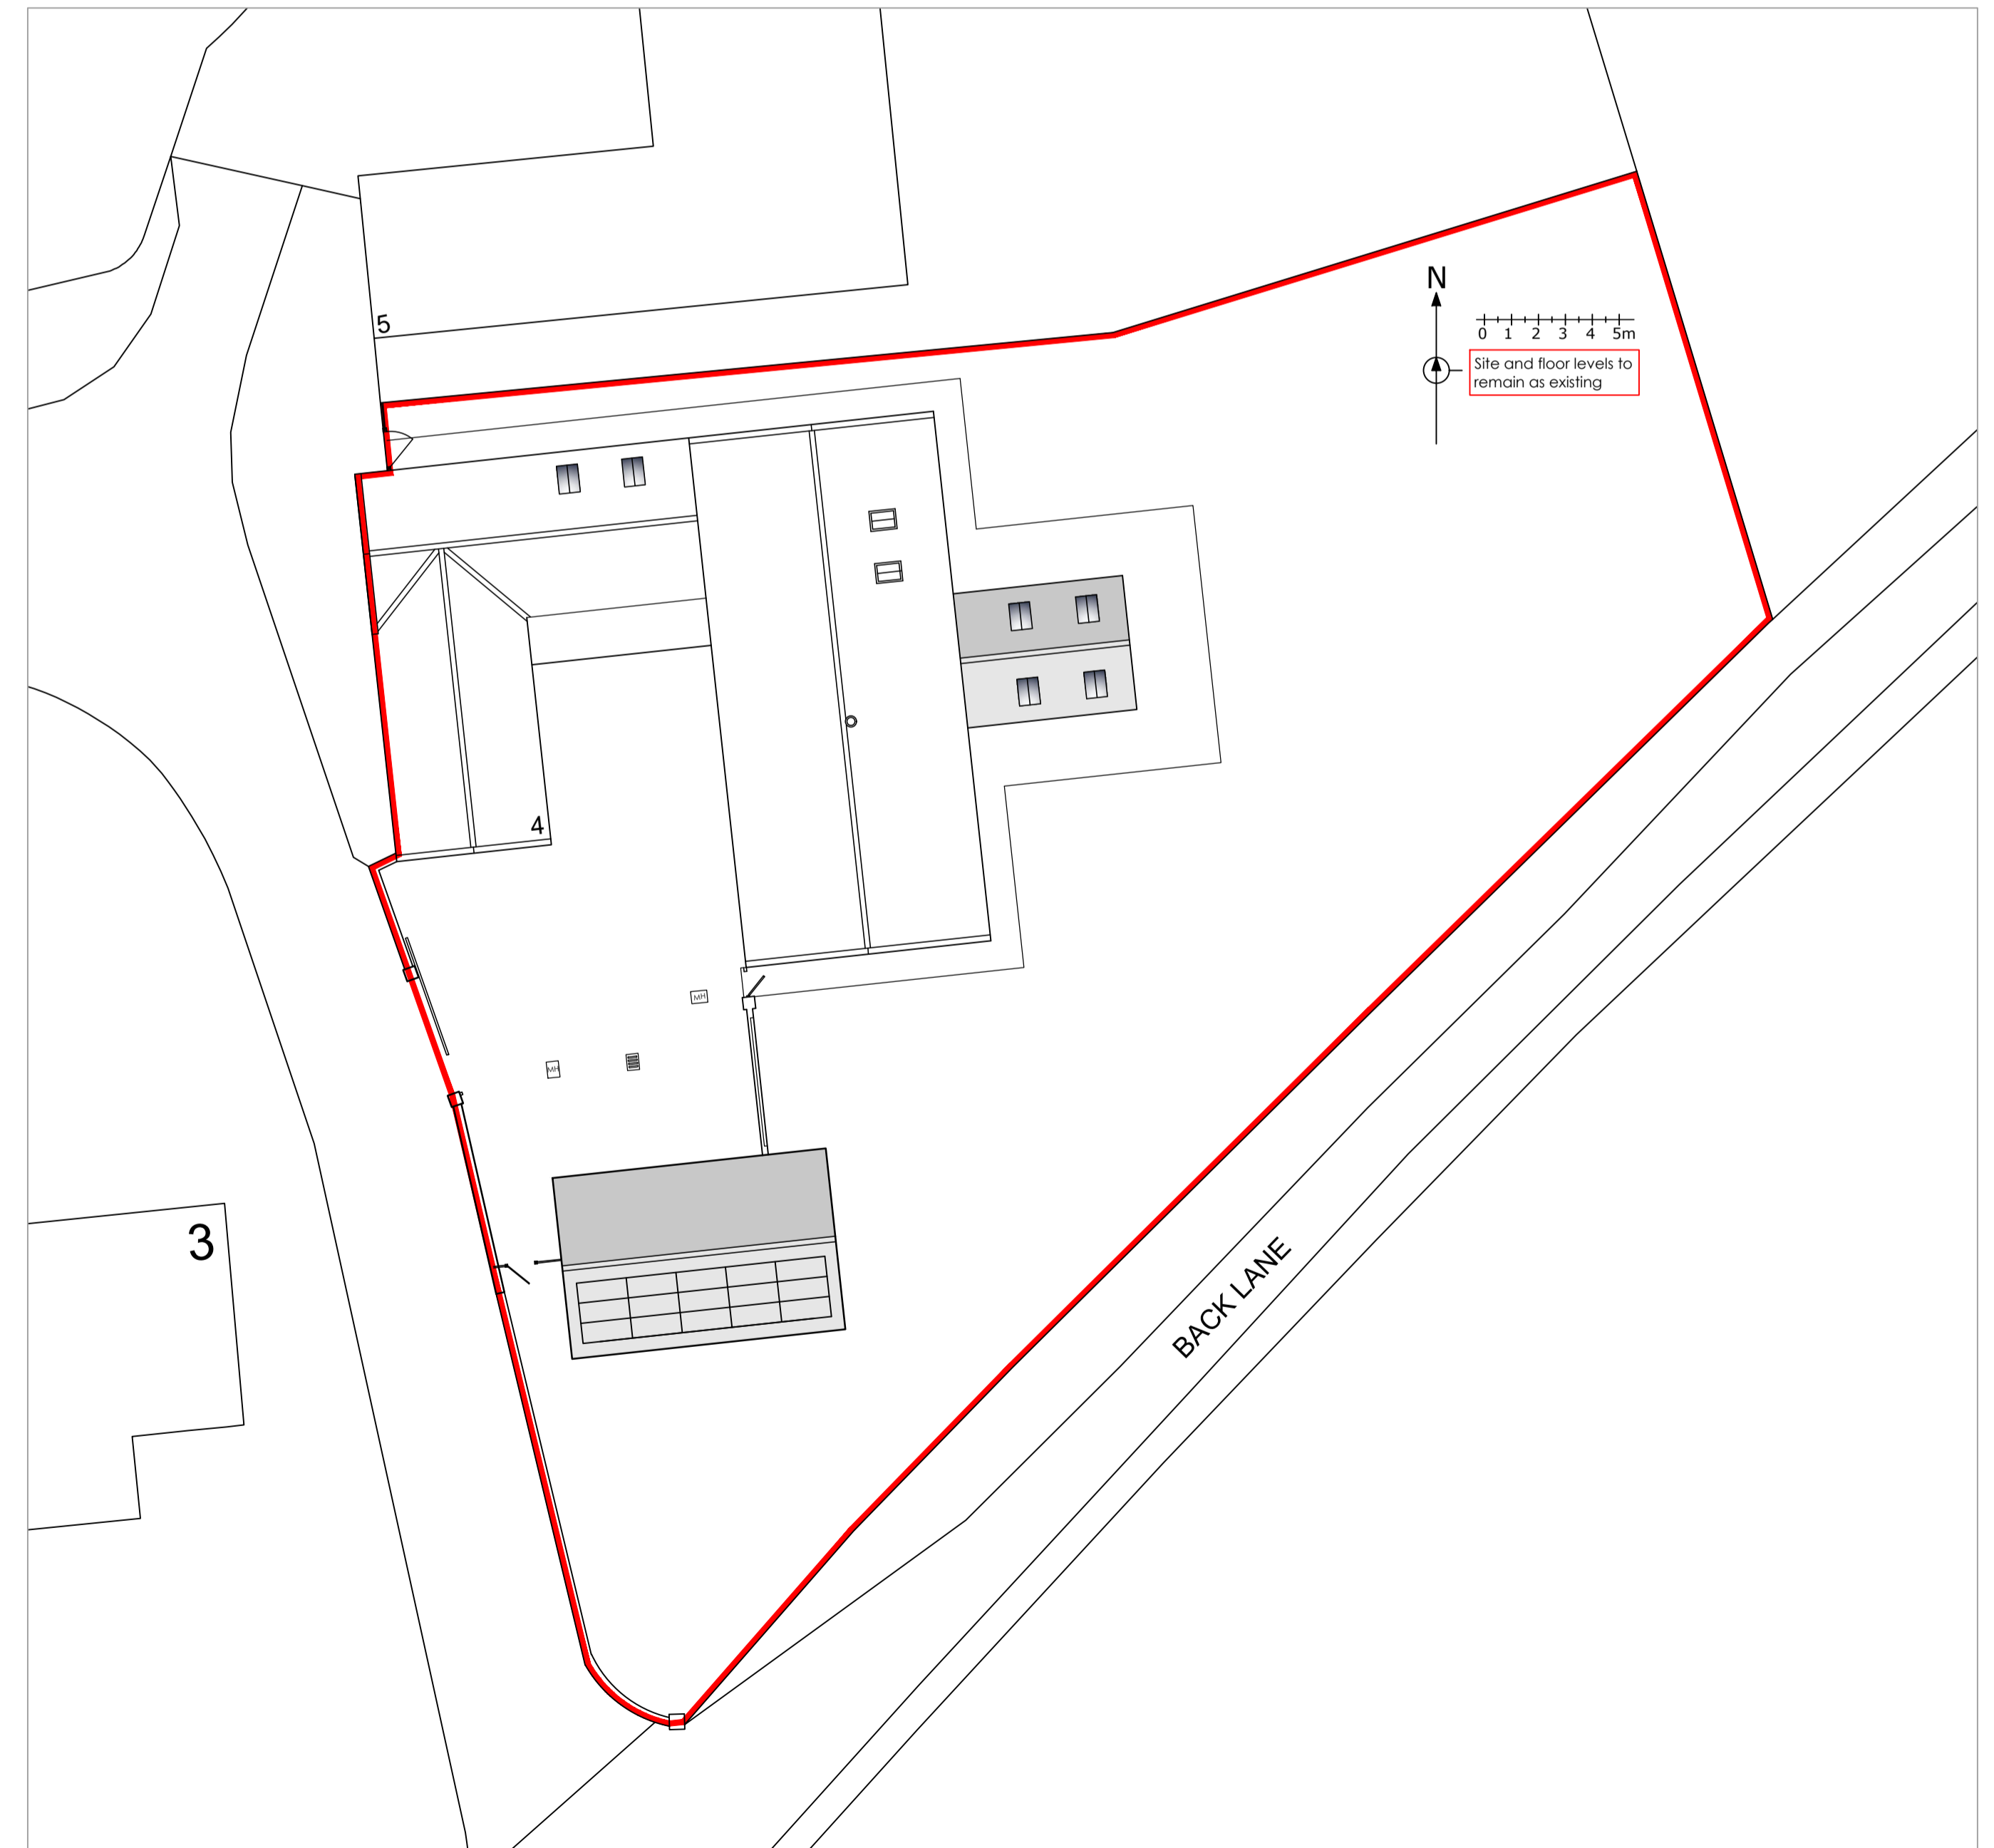 N
0 1 2 3 4 5m
Site and floor levels to
remain as existing
5
4
MH
MH
3
BACK LANE